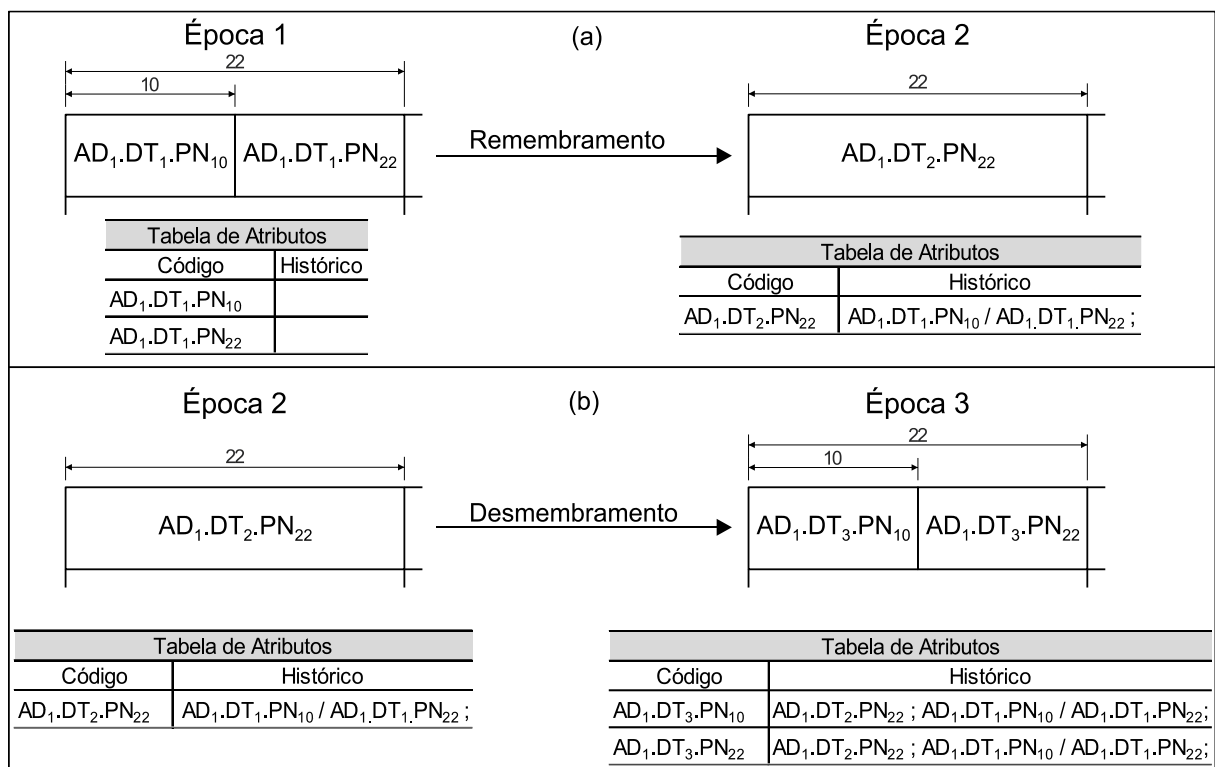 Época 1 (a) Época 2
22
10
AD₁.DT₁.PN₁₀ AD₁.DT₁.PN₂₂
Remembramento
22
AD₁.DT₂.PN₂₂
Tabela de Atributos
Código Histórico
AD₁.DT₁.PN₁₀
AD₁.DT₁.PN₂₂
Tabela de Atributos
Código Histórico
AD₁.DT₂.PN₂₂ AD₁.DT₁.PN₁₀ / AD₁.DT₁.PN₂₂ ;
Época 2 (b) Época 3
22
AD₁.DT₂.PN₂₂
Desmembramento
22
10
AD₁.DT₃.PN₁₀ AD₁.DT₃.PN₂₂
Tabela de Atributos
Código Histórico
AD₁.DT₂.PN₂₂ AD₁.DT₁.PN₁₀ / AD₁.DT₁.PN₂₂ ;
Tabela de Atributos
Código Histórico
AD₁.DT₃.PN₁₀ AD₁.DT₂.PN₂₂ ; AD₁.DT₁.PN₁₀ / AD₁.DT₁.PN₂₂;
AD₁.DT₃.PN₂₂ AD₁.DT₂.PN₂₂ ; AD₁.DT₁.PN₁₀ / AD₁.DT₁.PN₂₂;